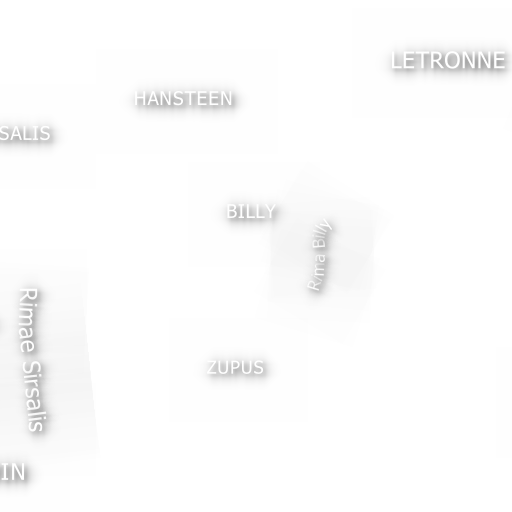 LETRONNE
HANSTEEN
SALIS
BILLY
Rima Billy
Rimae Sirsalis
ZUPUS
IN